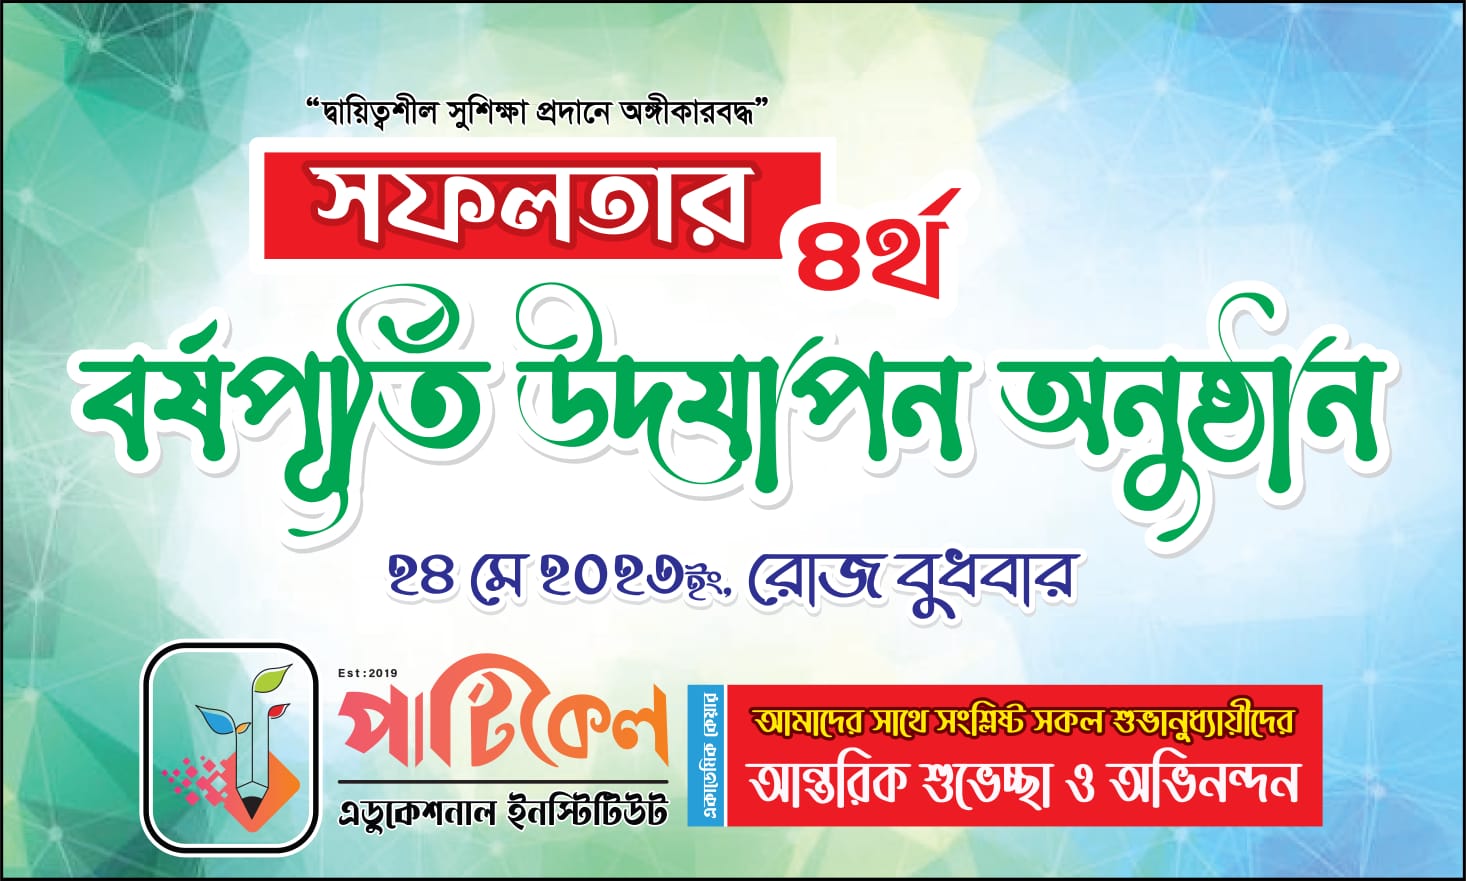 “দ্বায়িত্বশীল সুশিক্ষা প্রদানে অঙ্গীকারবদ্ধ”
সফলতার
৪র্থ
বর্ষপূর্তি উদযাপন অনুষ্ঠান
২৪ মে ২০২৩ইং, রোজ বুধবার
Est:2019
পার্টিকেল
এডুকেশনাল ইনস্টিটিউট
একাডেমিক কেয়ার
আমাদের সাথে সংশ্লিষ্ট সকল শুভানুধ্যায়ীদের
আন্তরিক শুভেচ্ছা ও অভিনন্দন